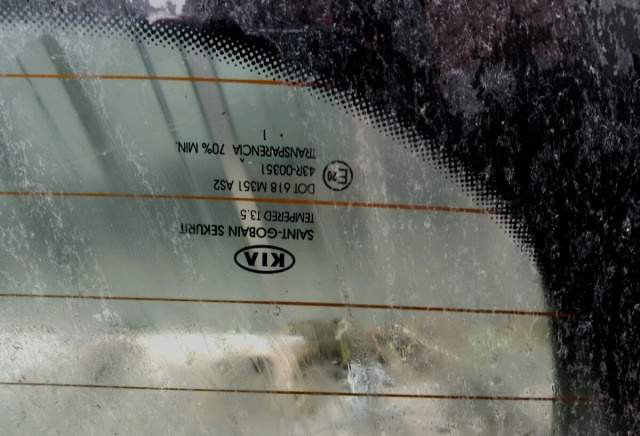 KIA
SAINT-GOBAIN SEKURIT
TEMPERED T3.5
DOT 618 M351 AS2
E20 43R-00351
TRANSPARENCIA 70% MIN.
1